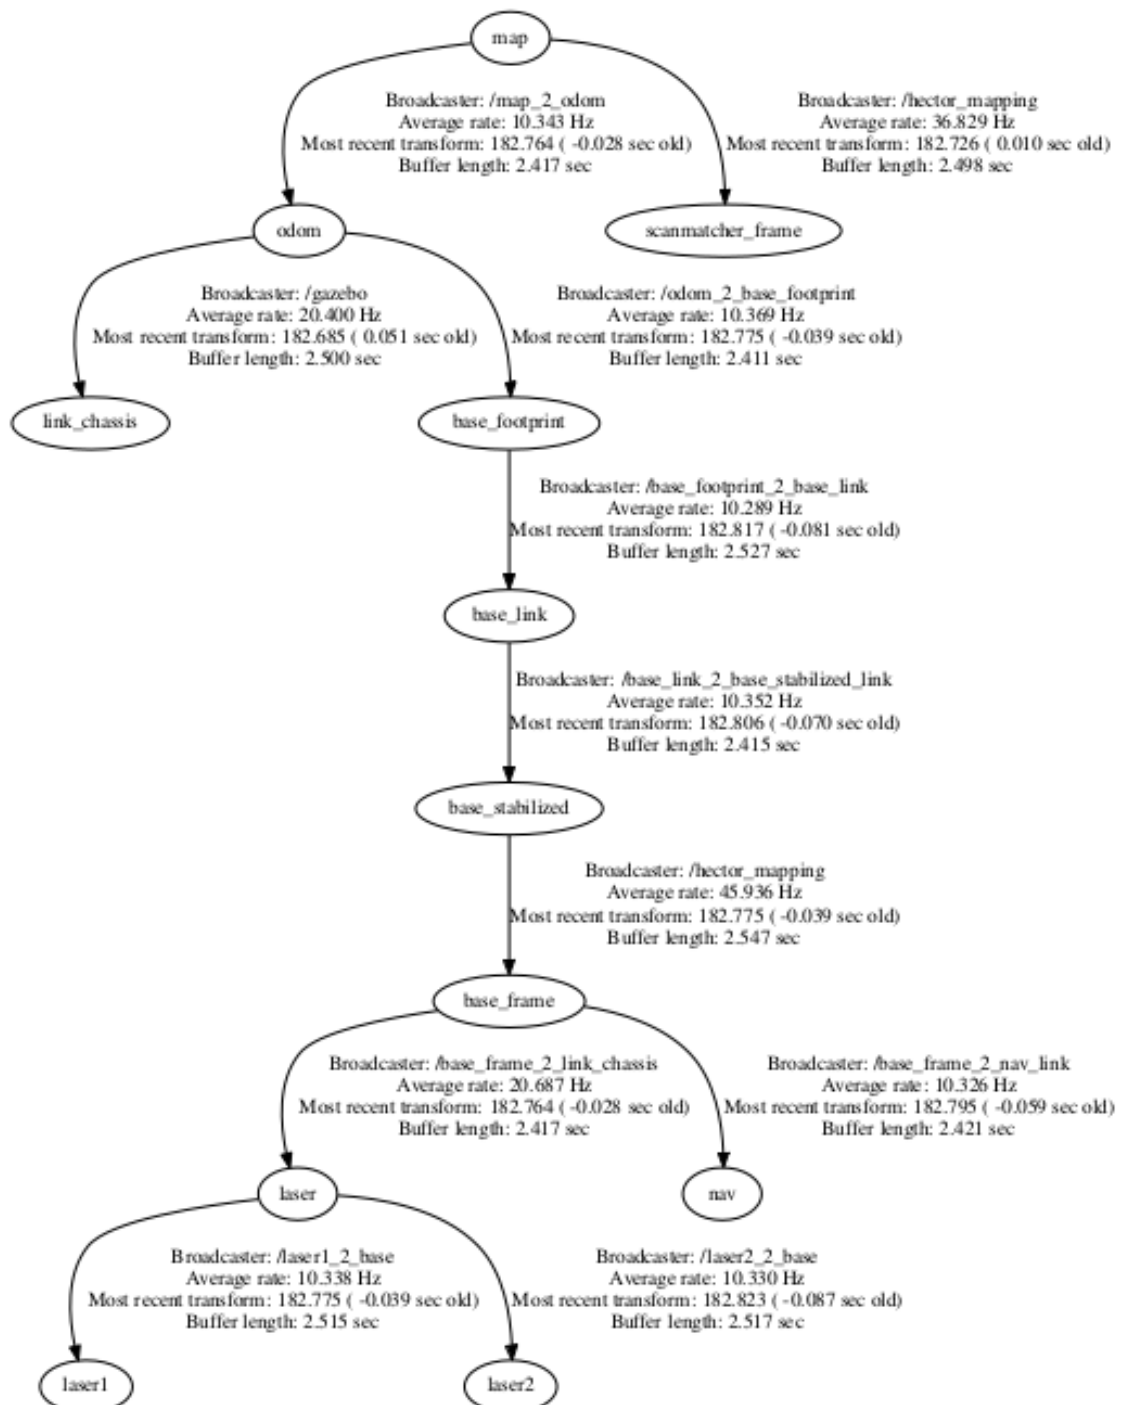 map
Broadcaster: /map_2_odom
Average rate: 10.343 Hz
Most recent transform: 182.764 ( -0.028 sec old)
Buffer length: 2.417 sec
Broadcaster: /hector_mapping
Average rate: 36.829 Hz
Most recent transform: 182.726 ( 0.010 sec old)
Buffer length: 2.498 sec
odom
scanmatcher_frame
Broadcaster: /gazebo
Average rate: 20.400 Hz
Most recent transform: 182.685 ( 0.051 sec old)
Buffer length: 2.500 sec
Broadcaster: /odom_2_base_footprint
Average rate: 10.369 Hz
Most recent transform: 182.775 ( -0.039 sec old)
Buffer length: 2.411 sec
link_chassis
base_footprint
Broadcaster: /base_footprint_2_base_link
Average rate: 10.289 Hz
Most recent transform: 182.817 ( -0.081 sec old)
Buffer length: 2.527 sec
base_link
Broadcaster: /base_link_2_base_stabilized_link
Average rate: 10.352 Hz
Most recent transform: 182.806 ( -0.070 sec old)
Buffer length: 2.415 sec
base_stabilized
Broadcaster: /hector_mapping
Average rate: 45.936 Hz
Most recent transform: 182.775 ( -0.039 sec old)
Buffer length: 2.547 sec
base_frame
Broadcaster: /base_frame_2_link_chassis
Average rate: 20.687 Hz
Most recent transform: 182.764 ( -0.028 sec old)
Buffer length: 2.417 sec
Broadcaster: /base_frame_2_nav_link
Average rate: 10.326 Hz
Most recent transform: 182.795 ( -0.059 sec old)
Buffer length: 2.421 sec
laser
nav
Broadcaster: /laser1_2_base
Average rate: 10.338 Hz
Most recent transform: 182.775 ( -0.039 sec old)
Buffer length: 2.515 sec
Broadcaster: /laser2_2_base
Average rate: 10.330 Hz
Most recent transform: 182.823 ( -0.087 sec old)
Buffer length: 2.517 sec
laser1
laser2